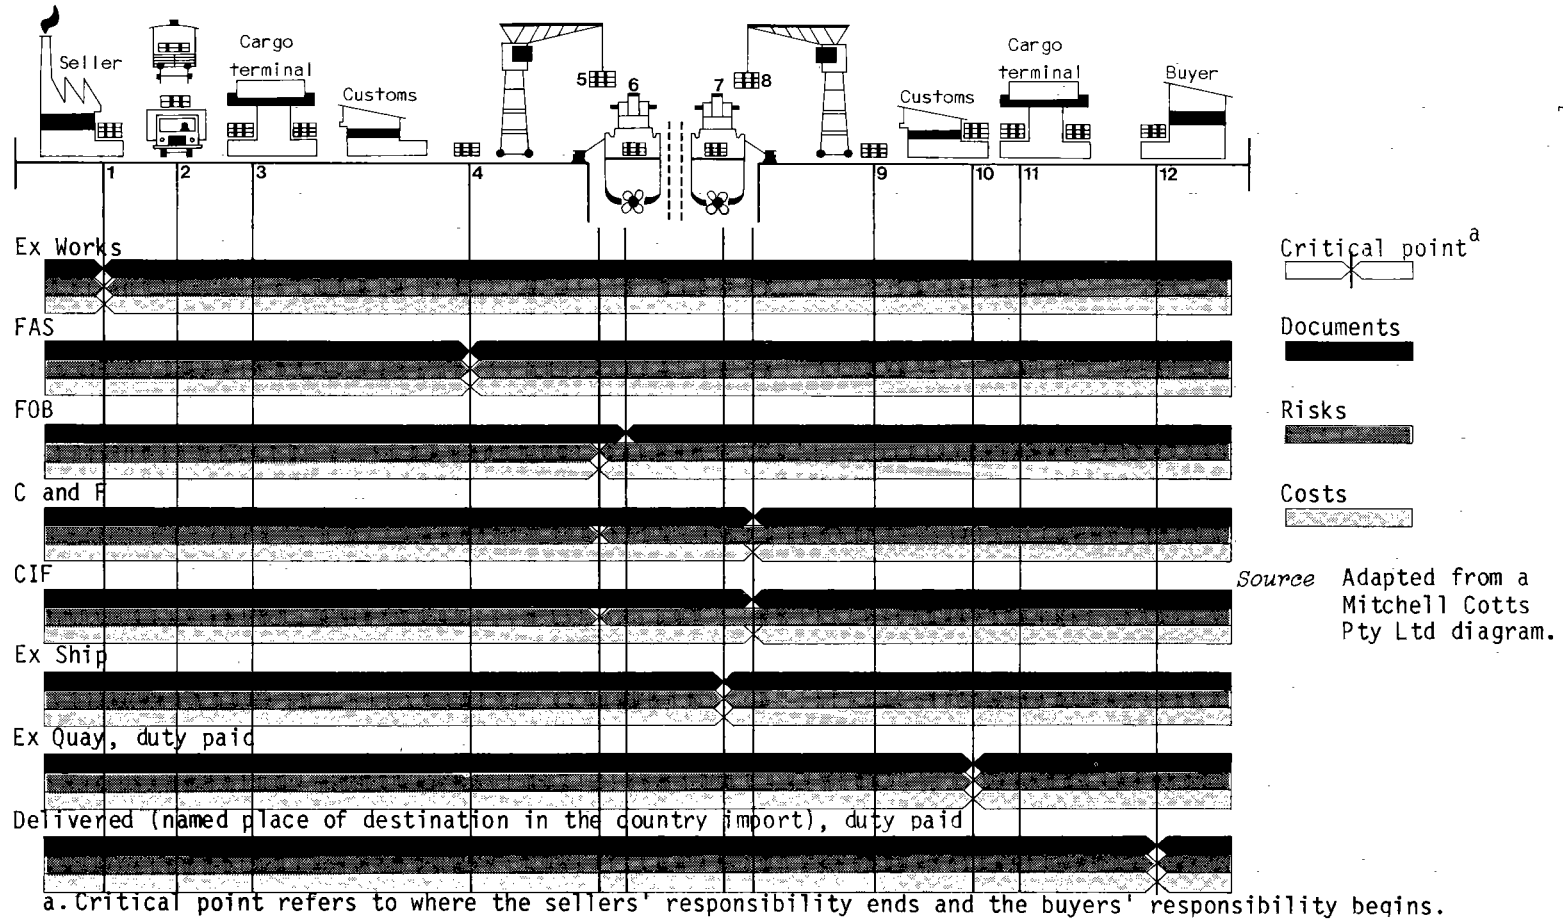 Seller
Cargo
terminal
Customs
5
6
7
8
Customs
Cargo
terminal
Buyer
1
2
3
4
9
10
11
12
Ex Works
FAS
FOB
C and F
CIF
Ex Ship
Ex Quay, duty paid
Delivered (named place of destination in the country import), duty paid
Critical point a
Documents
Risks
Costs
Source Adapted from a
Mitchell Cotts
Pty Ltd diagram.
a. Critical point refers to where the sellers' responsibility ends and the buyers' responsibility begins.